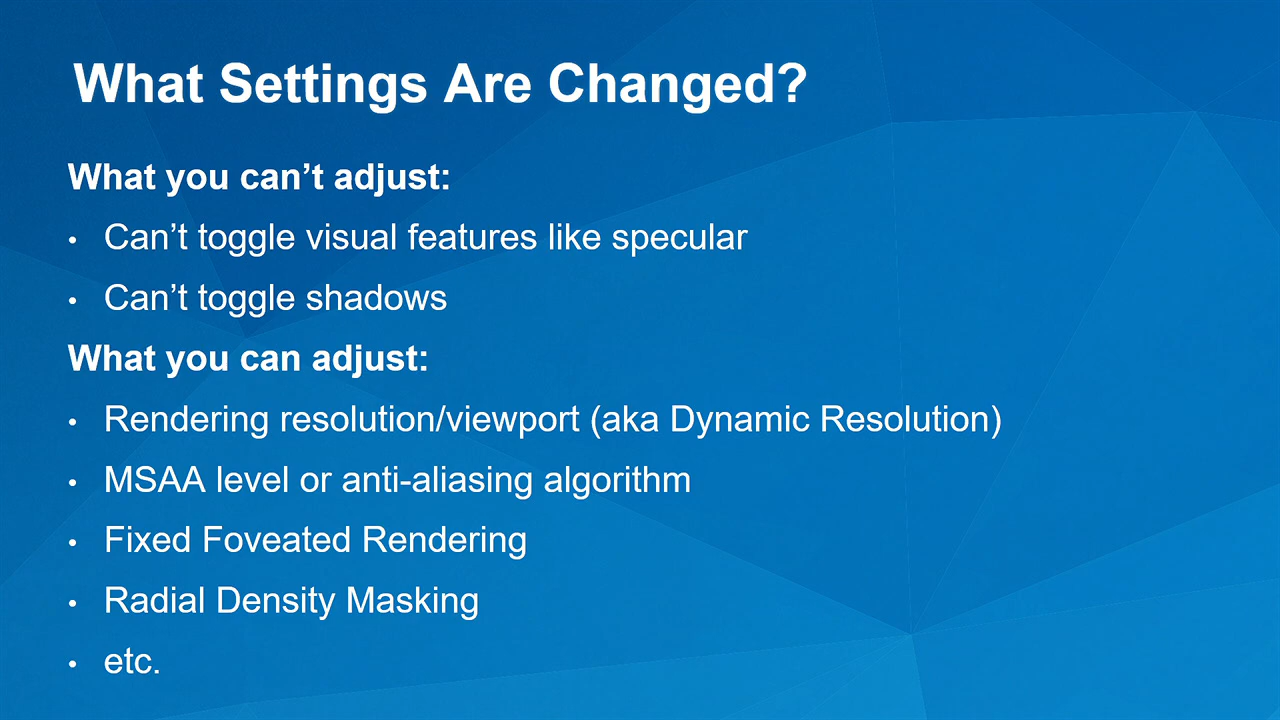 What Settings Are Changed?
What you can’t adjust:
• Can’t toggle visual features like specular
• Can’t toggle shadows
What you can adjust:
• Rendering resolution/viewport (aka Dynamic Resolution)
• MSAA level or anti-aliasing algorithm
• Fixed Foveated Rendering
• Radial Density Masking
• etc.